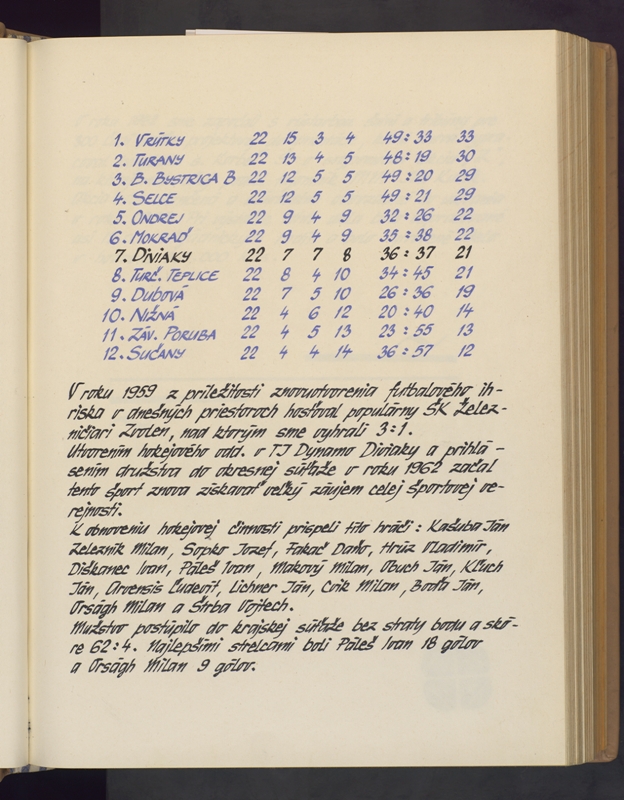 1. VRÚTKY 22 15 3 4 49:33 33
2. TURANY 22 13 4 5 48:19 30
3. B. BYSTRICA B 22 12 5 5 49:20 29
4. SELCE 22 12 5 5 49:21 29
5. ONDREJ 22 9 4 9 32:26 22
6. MOKRAĎ 22 9 4 9 35:38 22
7. DIVIAKY 22 7 7 8 36:37 21
8. TURČ. TEPLICE 22 8 4 10 34:45 21
9. DUBOVÁ 22 7 5 10 26:36 19
10. NIŽNÁ 22 4 6 12 20:40 14
11. ZÁV. PORUBA 22 4 5 13 23:55 13
12. SUČANY 22 4 4 14 36:57 12
V roku 1959 z príležitosti znovuotvorenia futbalového ih-
riska v dnešných priestoroch hosťoval populárny ŠK Želez-
ničiari Zvolen, nad ktorým sme vyhrali 3:1.
Utvorením hokejového odd. v TJ Dynamo Diviaky a prihlá-
sením družstva do okresnej súťaže v roku 1962 začal
tento šport znova získavať veľký záujem celej športovej ve-
rejnosti.
K obnoveniu hokejovej činnosti prispeli títo hráči: Kašuba Ján
Železník Milan, Sopko Jozef, Fakač Daňo, Hrúz Vladimír,
Diškanec Ivan, Páleš Ivan, Makový Milan, Obuch Ján, Kľuch
Ján, Arvensis Ľudevít, Lichner Ján, Cvik Milan, Boďa Ján,
Orságh Milan a Štrba Vojtech.
Mužstvo postúpilo do krajskej súťaže bez straty bodu a skó-
re 62:4. Najlepšími strelcami boli Páleš Ivan 18 gólov
a Orságh Milan 9 gólov.